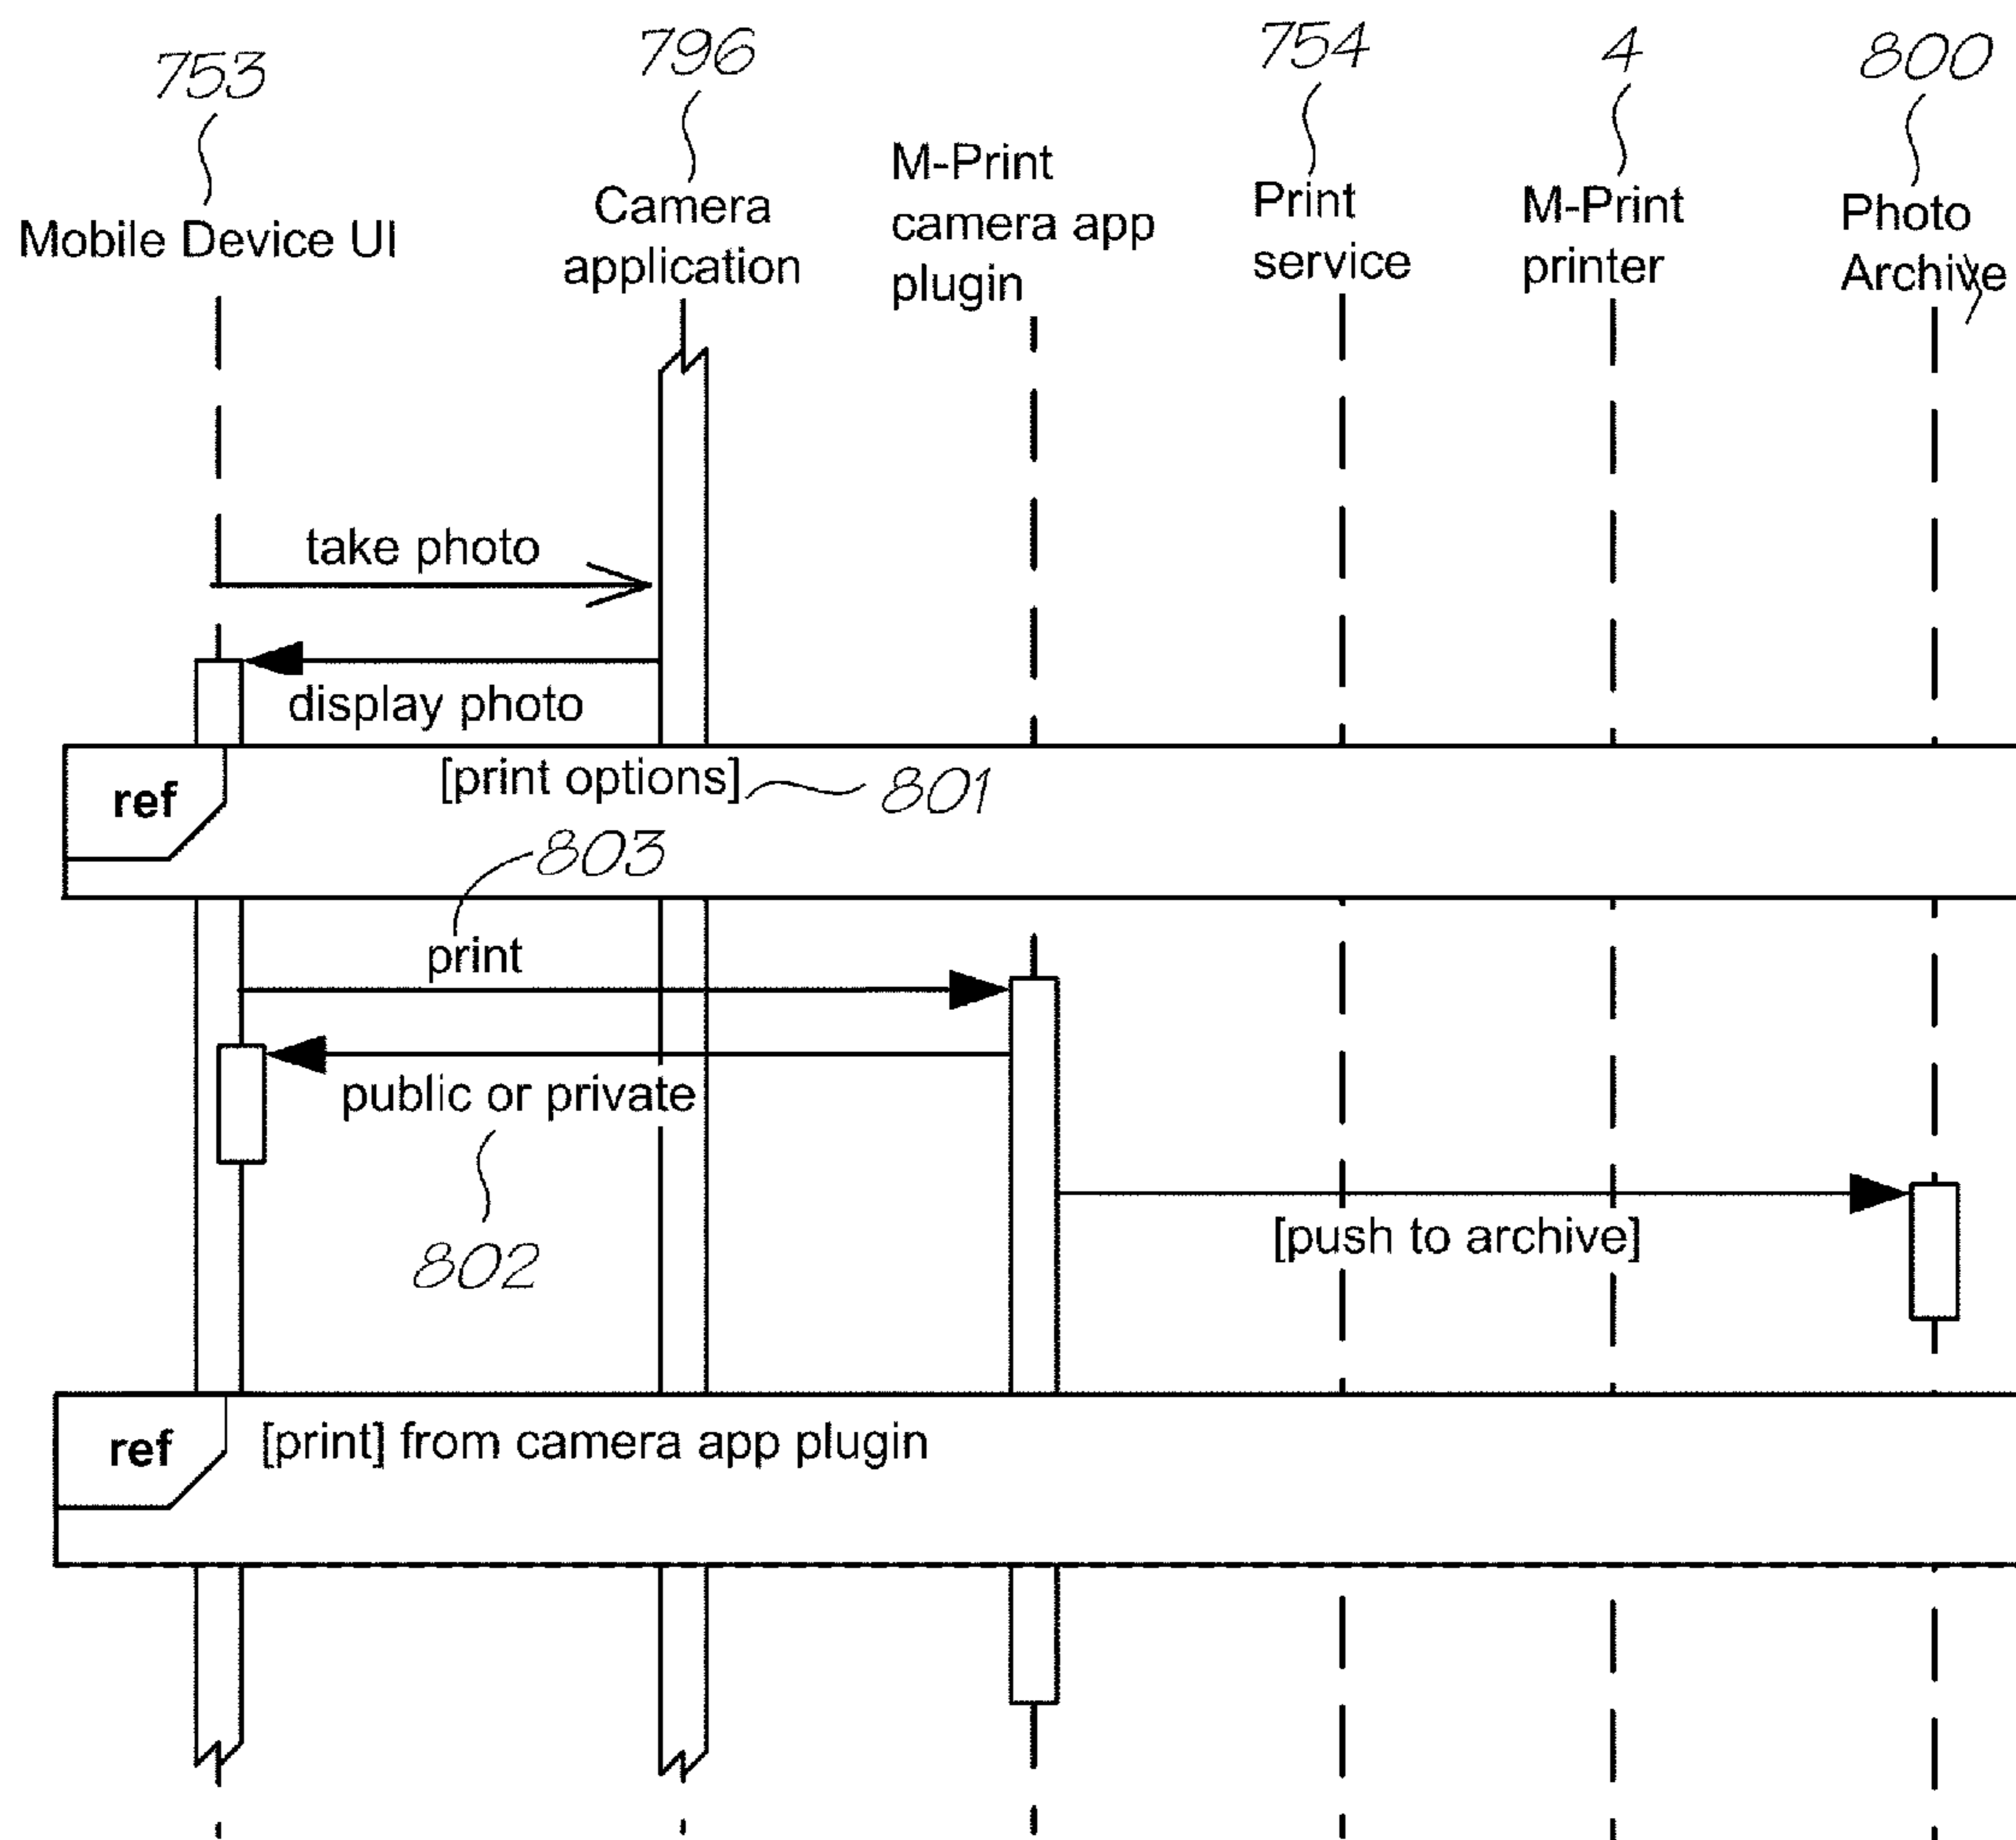 753
796
754
4
800
Mobile Device UI
Camera
application
M-Print
camera app
plugin
Print
service
M-Print
printer
Photo
Archive
take photo
display photo
ref
[print options]
801
803
print
public or private
802
[push to archive]
ref
[print] from camera app plugin